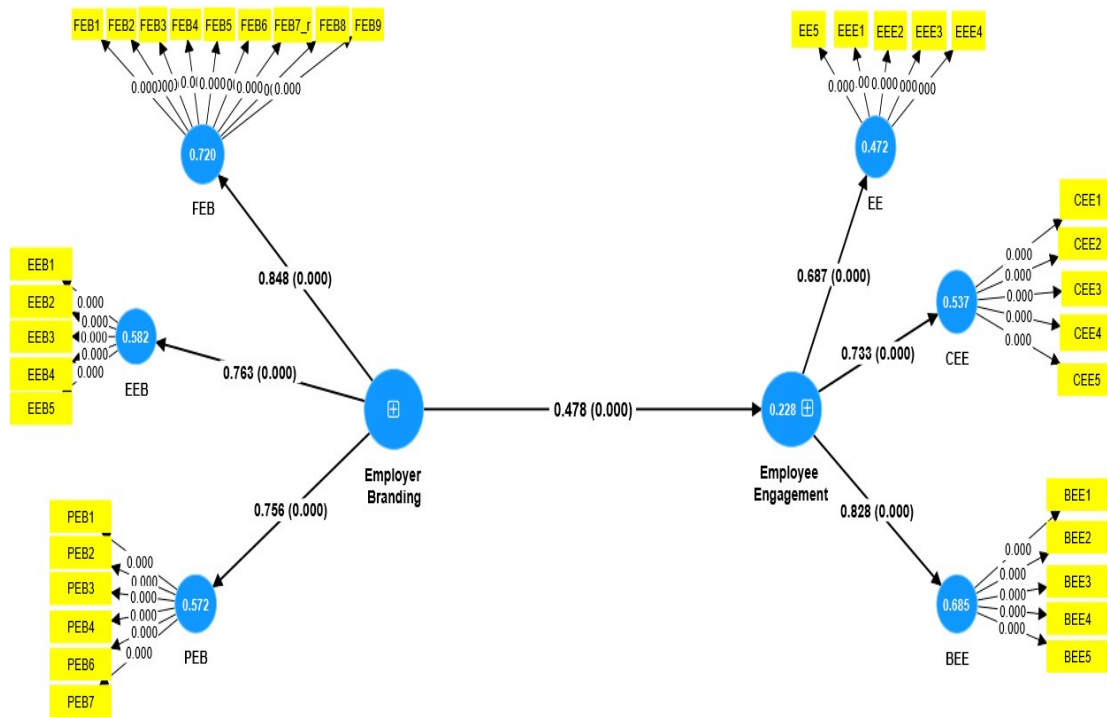 FEB1 FEB2 FEB3 FEB4 FEB5 FEB6 FEB7_r FEB8 FEB9
0.000 0.000 0.000
0.720
FEB
EE5 EEE1 EEE2 EEE3 EEE4
0.000 0.000 000
0.472
EE
EEB1
EEB2
EEB3
EEB4
EEB5
0.000
0.000
0.000
0.000
0.000
0.582
EEB
CEE1
CEE2
CEE3
CEE4
CEE5
0.000
0.000
0.000
0.000
0.000
0.537
CEE
0.848 (0.000)
0.763 (0.000)
0.756 (0.000)
Employer
Branding
0.478 (0.000)
0.228
Employee
Engagement
0.687 (0.000)
0.733 (0.000)
0.828 (0.000)
PEB1
PEB2
PEB3
PEB4
PEB6
PEB7
0.000
0.000
0.000
0.000
0.000
0.000
0.572
PEB
BEE1
BEE2
BEE3
BEE4
BEE5
0.000
0.000
0.000
0.000
0.000
0.685
BEE